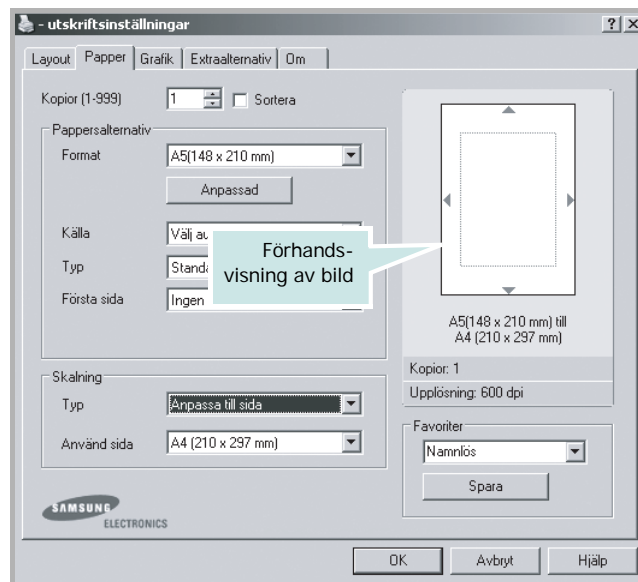 - utskriftsinställningar
Layout Papper Grafik Extraalternativ Om
Kopior (1-999) 1 Sortera
Pappersalternativ
Format A5(148 x 210 mm)
Anpassad
Källa Välj
Typ
Första sida Ingen
Förhands-
visning av bild
A5(148 x 210 mm) till
A4 (210 x 297 mm)
Kopior: 1
Upplösning: 600 dpi
Skalning
Typ Anpassa till sida
Använd sida A4 (210 x 297 mm)
Favoriter
Namnlös
Spara
SAMSUNG
ELECTRONICS
OK Avbryt Hjälp